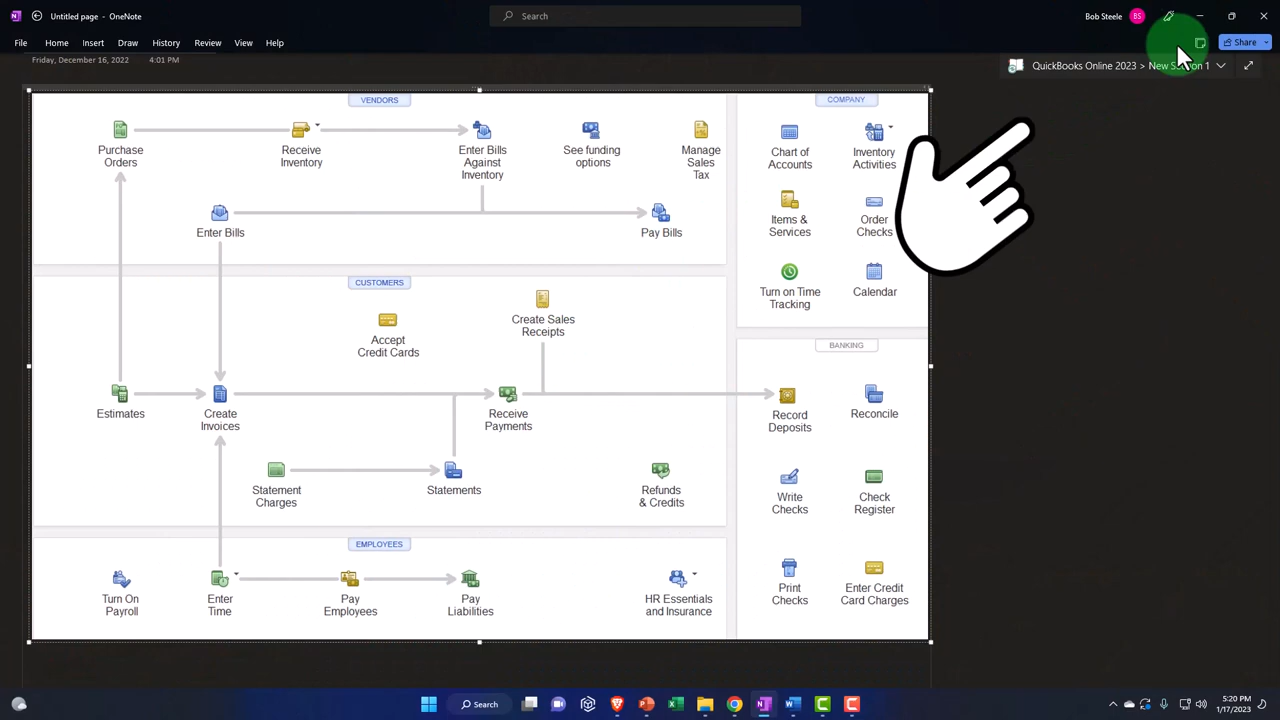 Untitled page - OneNote
Search
Bob Steele
BS
File
Home
Insert
Draw
History
Review
View
Help
Share
Friday, December 16, 2022
4:01 PM
QuickBooks Online 2023 >
VENDORS
Purchase
Orders
Receive
Inventory
Enter Bills
Against
Inventory
See funding
options
Manage
Sales
Tax
Enter Bills
Pay Bills
CUSTOMERS
Accept
Credit Cards
Create Sales
Receipts
Estimates
Create
Invoices
Receive
Payments
Statement
Charges
Statements
Refunds
& Credits
EMPLOYEES
Turn On
Payroll
Enter
Time
Pay
Employees
Pay
Liabilities
HR Essentials
and Insurance
COMPANY
Chart of
Accounts
Inventory
Activities
Items &
Services
Order
Checks
Turn on Time
Tracking
Calendar
BANKING
Record
Deposits
Reconcile
Write
Checks
Check
Register
Print
Checks
Enter Credit
Card Charges
Search
5:20 PM
1/17/2023